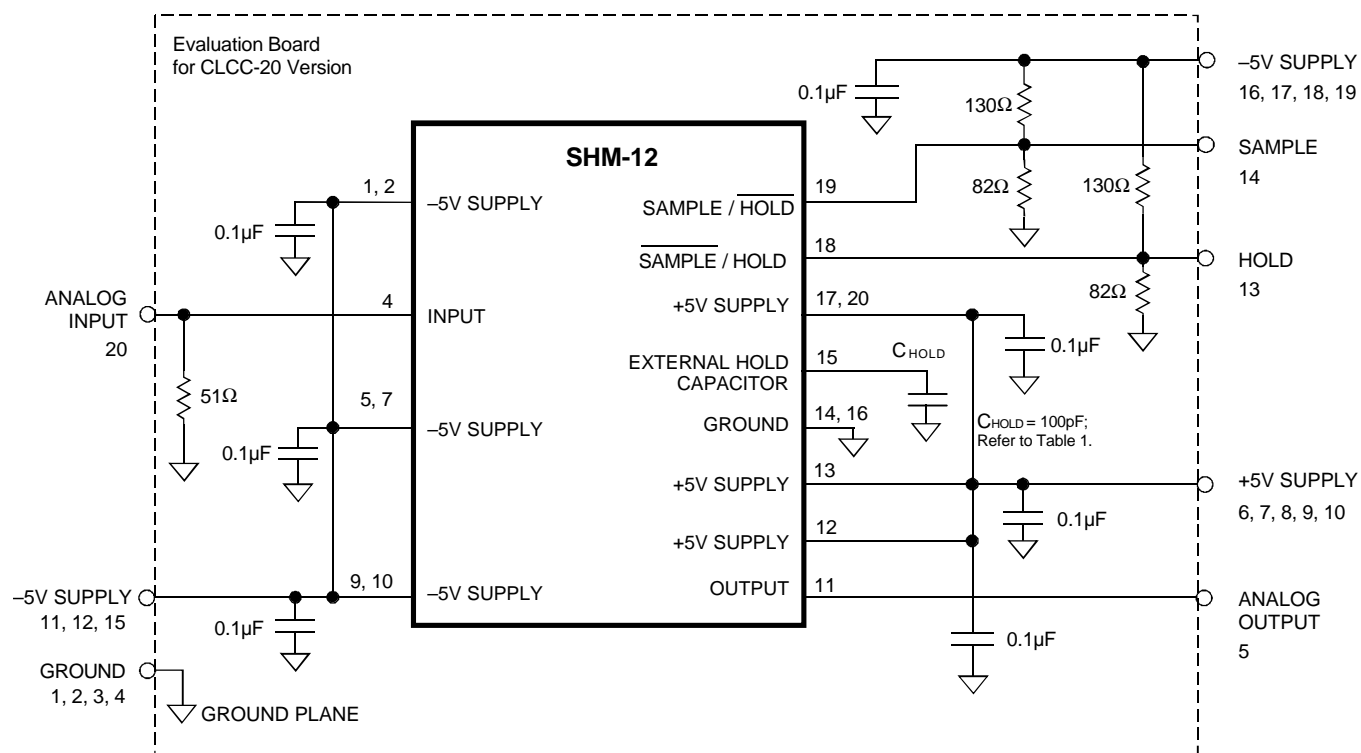 Evaluation Board
for CLCC-20 Version
–5V SUPPLY
16, 17, 18, 19
0.1µF
130Ω
SAMPLE
14
SHM-12
1, 2
–5V SUPPLY
0.1µF
19
SAMPLE / HOLD
82Ω
130Ω
18
SAMPLE / HOLD
HOLD
13
82Ω
ANALOG
INPUT
20
4
INPUT
17, 20
+5V SUPPLY
0.1µF
51Ω
EXTERNAL HOLD
CAPACITOR
15
CHOLD
5, 7
–5V SUPPLY
0.1µF
14, 16
GROUND
CHOLD = 100pF;
Refer to Table 1.
13
+5V SUPPLY
+5V SUPPLY
6, 7, 8, 9, 10
0.1µF
12
+5V SUPPLY
9, 10
–5V SUPPLY
–5V SUPPLY
11, 12, 15
0.1µF
OUTPUT
11
ANALOG
OUTPUT
5
0.1µF
GROUND
1, 2, 3, 4
GROUND PLANE